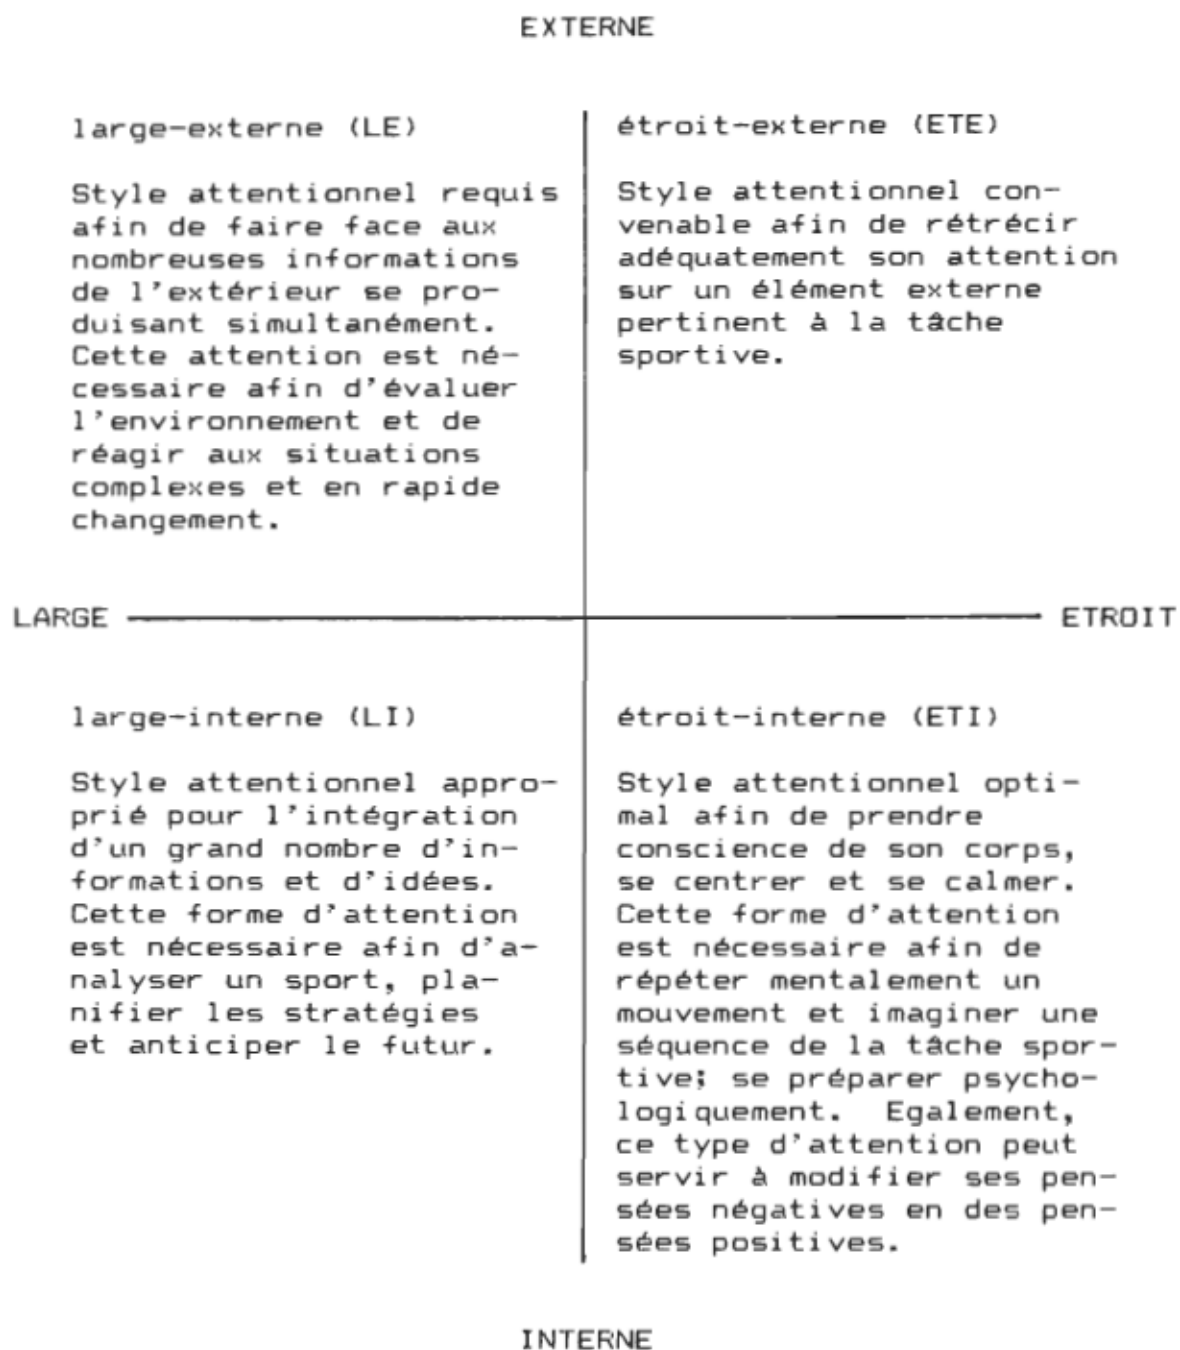 EXTERNE
large-externe (LE)
Style attentionnel requis
afin de faire face aux
nombreuses informations
de l'extérieur se pro-
duisant simultanément.
Cette attention est né-
cessaire afin d'évaluer
l'environnement et de
réagir aux situations
complexes et en rapide
changement.
étroit-externe (ETE)
Style attentionnel con-
venable afin de rétrécir
adéquatement son attention
sur un élément externe
pertinent à la tâche
sportive.
LARGE
ETROIT
large-interne (LI)
Style attentionnel appro-
prié pour l'intégration
d'un grand nombre d'in-
formations et d'idées.
Cette forme d'attention
est nécessaire afin d'a-
nalyser un sport, pla-
nifier les stratégies
et anticiper le futur.
étroit-interne (ETI)
Style attentionnel opti-
mal afin de prendre
conscience de son corps,
se centrer et se calmer.
Cette forme d'attention
est nécessaire afin de
répéter mentalement un
mouvement et imaginer une
séquence de la tâche spor-
tive; se préparer psycho-
logiquement.  Egalement,
ce type d'attention peut
servir à modifier ses pen-
sées négatives en des pen-
sées positives.
INTERNE